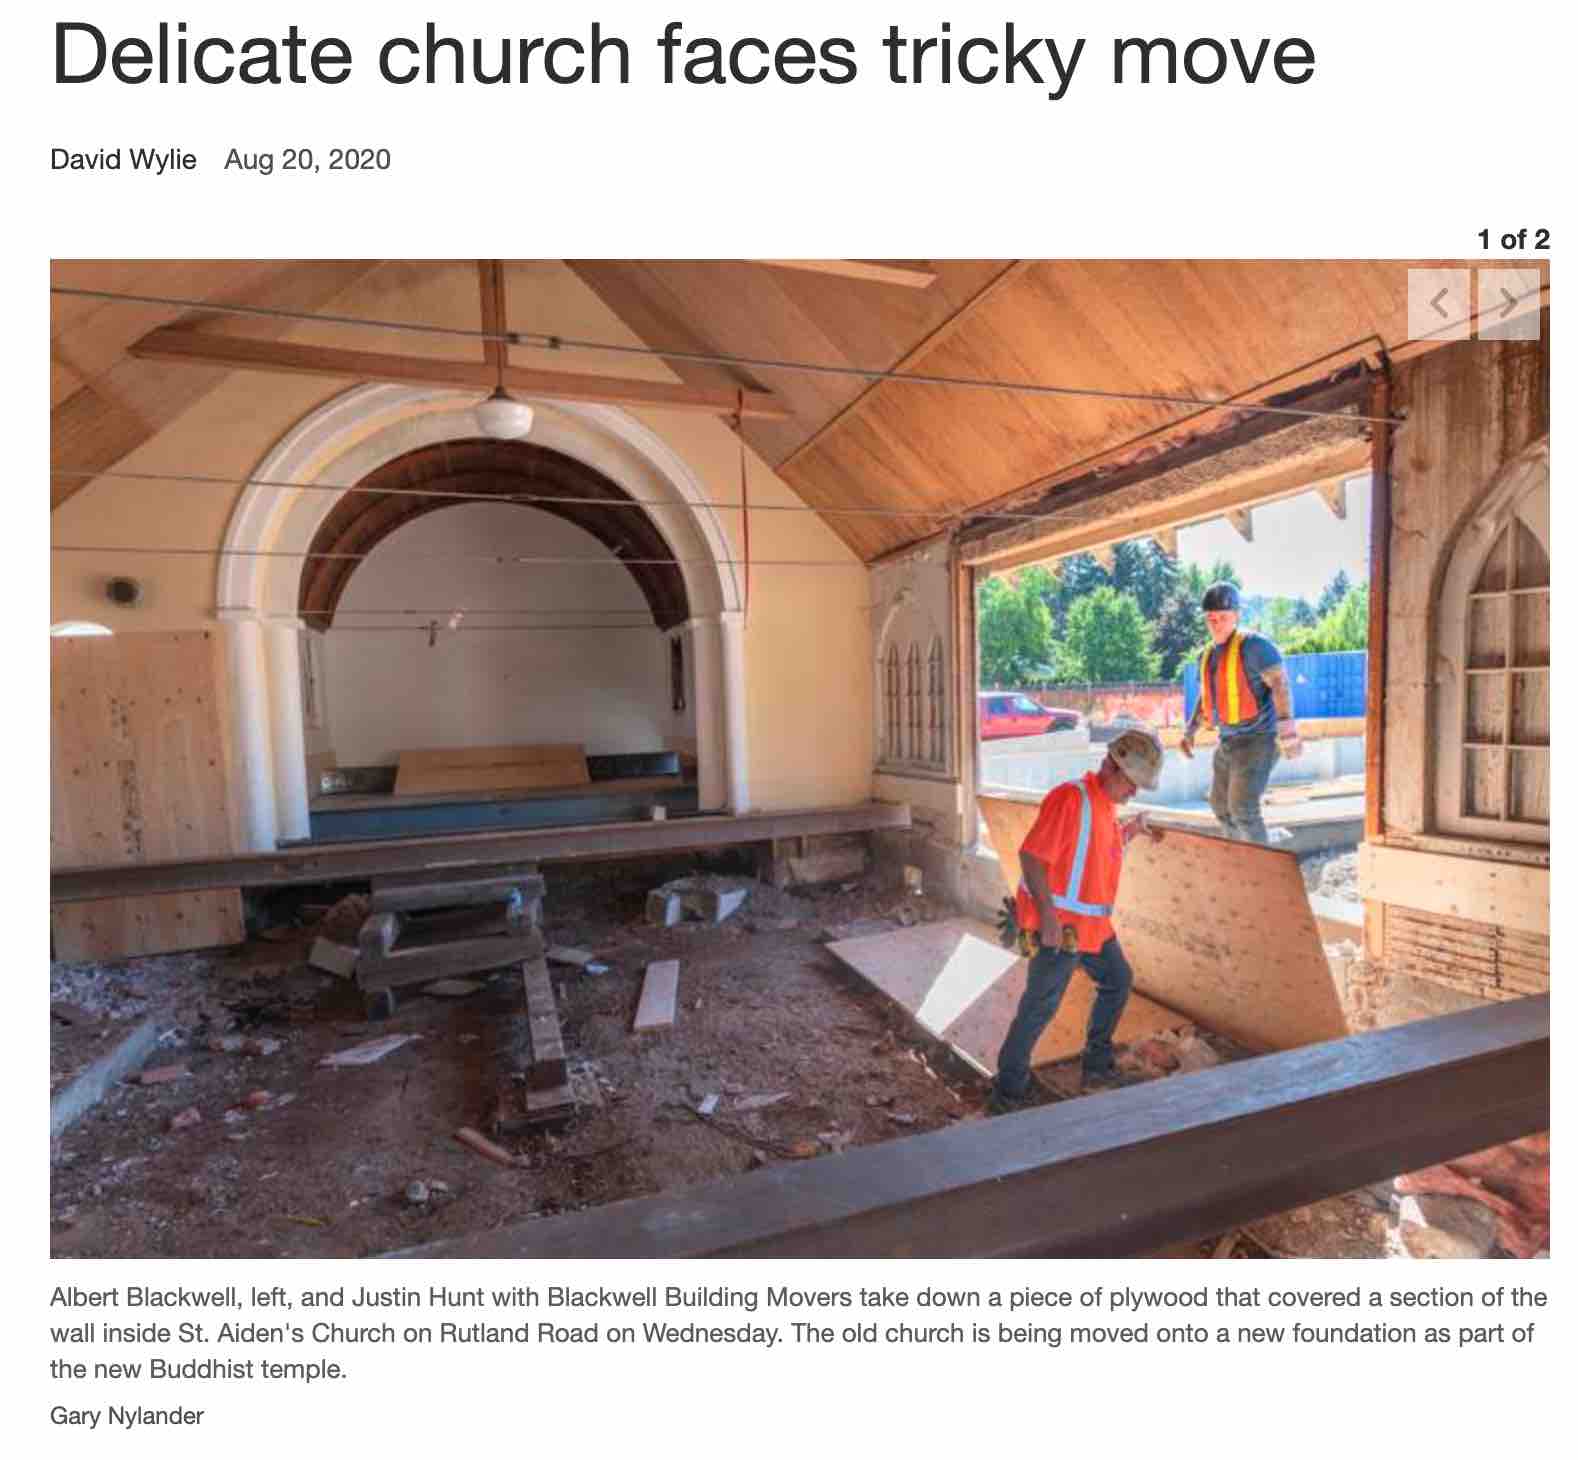 Delicate church faces tricky move
David Wylie Aug 20, 2020
1 of 2
Albert Blackwell, left, and Justin Hunt with Blackwell Building Movers take down a piece of plywood that covered a section of the
wall inside St. Aiden's Church on Rutland Road on Wednesday. The old church is being moved onto a new foundation as part of
the new Buddhist temple.
Gary Nylander